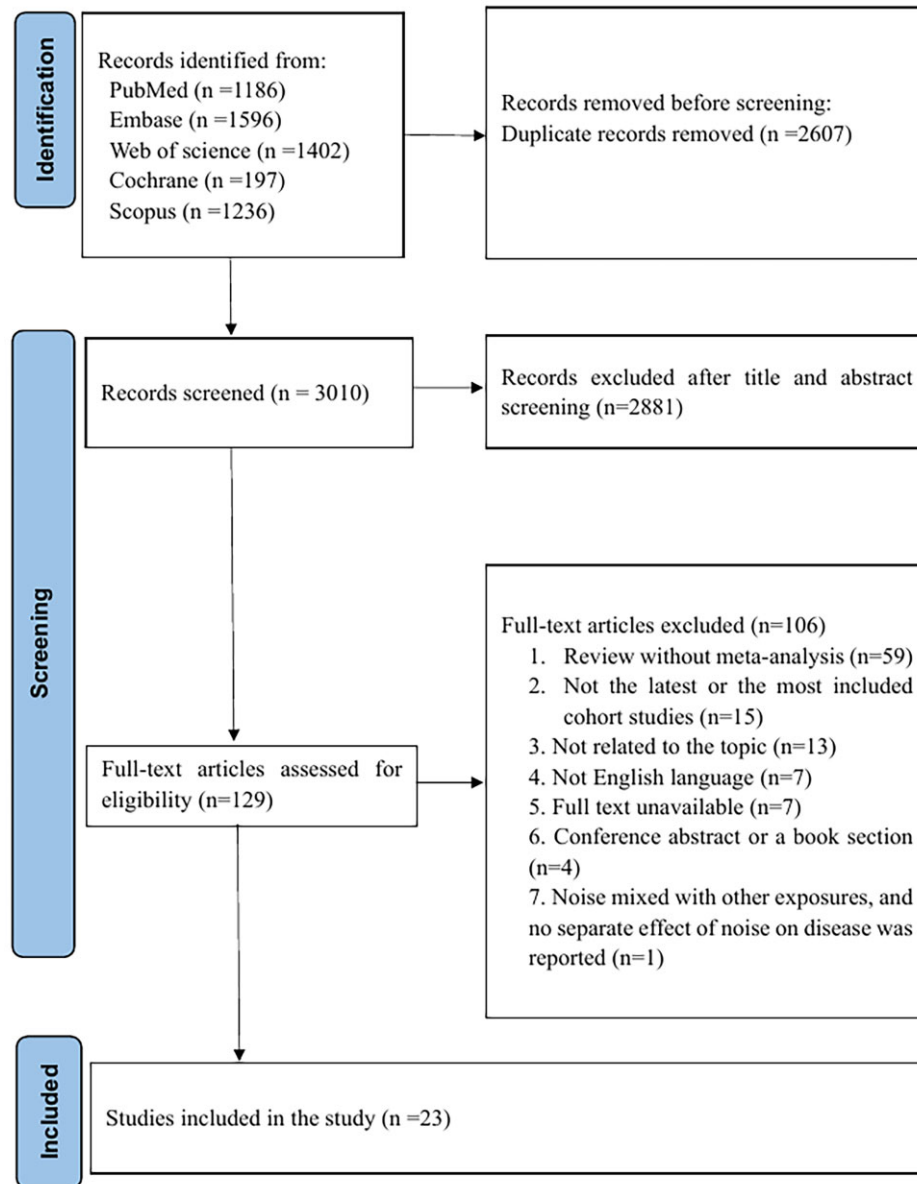 Identification
Records identified from:
PubMed (n =1186)
Embase (n =1596)
Web of science (n =1402)
Cochrane (n =197)
Scopus (n =1236)
Records removed before screening:
Duplicate records removed (n =2607)
Screening
Records screened (n = 3010)
Records excluded after title and abstract
screening (n=2881)
Full-text articles assessed for
eligibility (n=129)
Full-text articles excluded (n=106)
1. Review without meta-analysis (n=59)
2. Not the latest or the most included
cohort studies (n=15)
3. Not related to the topic (n=13)
4. Not English language (n=7)
5. Full text unavailable (n=7)
6. Conference abstract or a book section
(n=4)
7. Noise mixed with other exposures, and
no separate effect of noise on disease was
reported (n=1)
Included
Studies included in the study (n =23)